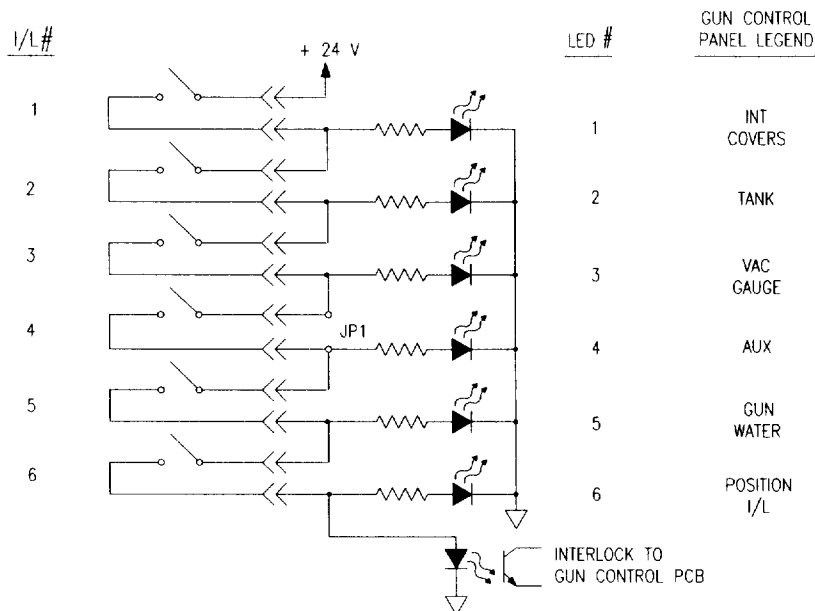 I/L#
+ 24 V
LED #
GUN CONTROL
PANEL LEGEND
1
1
INT
COVERS
2
2
TANK
3
3
VAC
GAUGE
4
JP1
4
AUX
5
5
GUN
WATER
6
6
POSITION
I/L
INTERLOCK TO
GUN CONTROL PCB